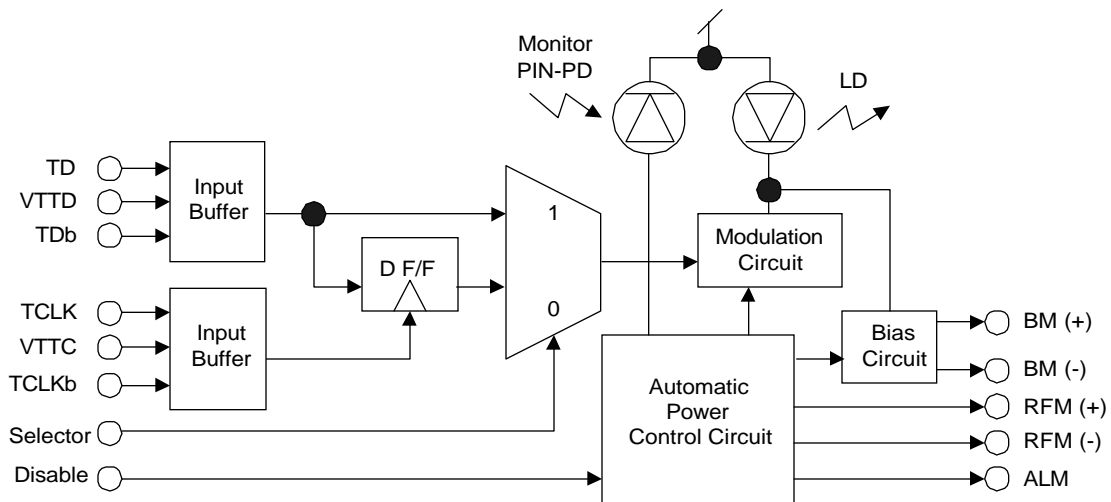 Monitor
PIN-PD
LD
TD
VTTD
TDb
Input
Buffer
1
D F/F
0
Modulation
Circuit
TCLK
VTTC
TCLKb
Input
Buffer
Bias
Circuit
BM (+)
BM (-)
Automatic
Power
Control Circuit
RFM (+)
RFM (-)
ALM
Selector
Disable